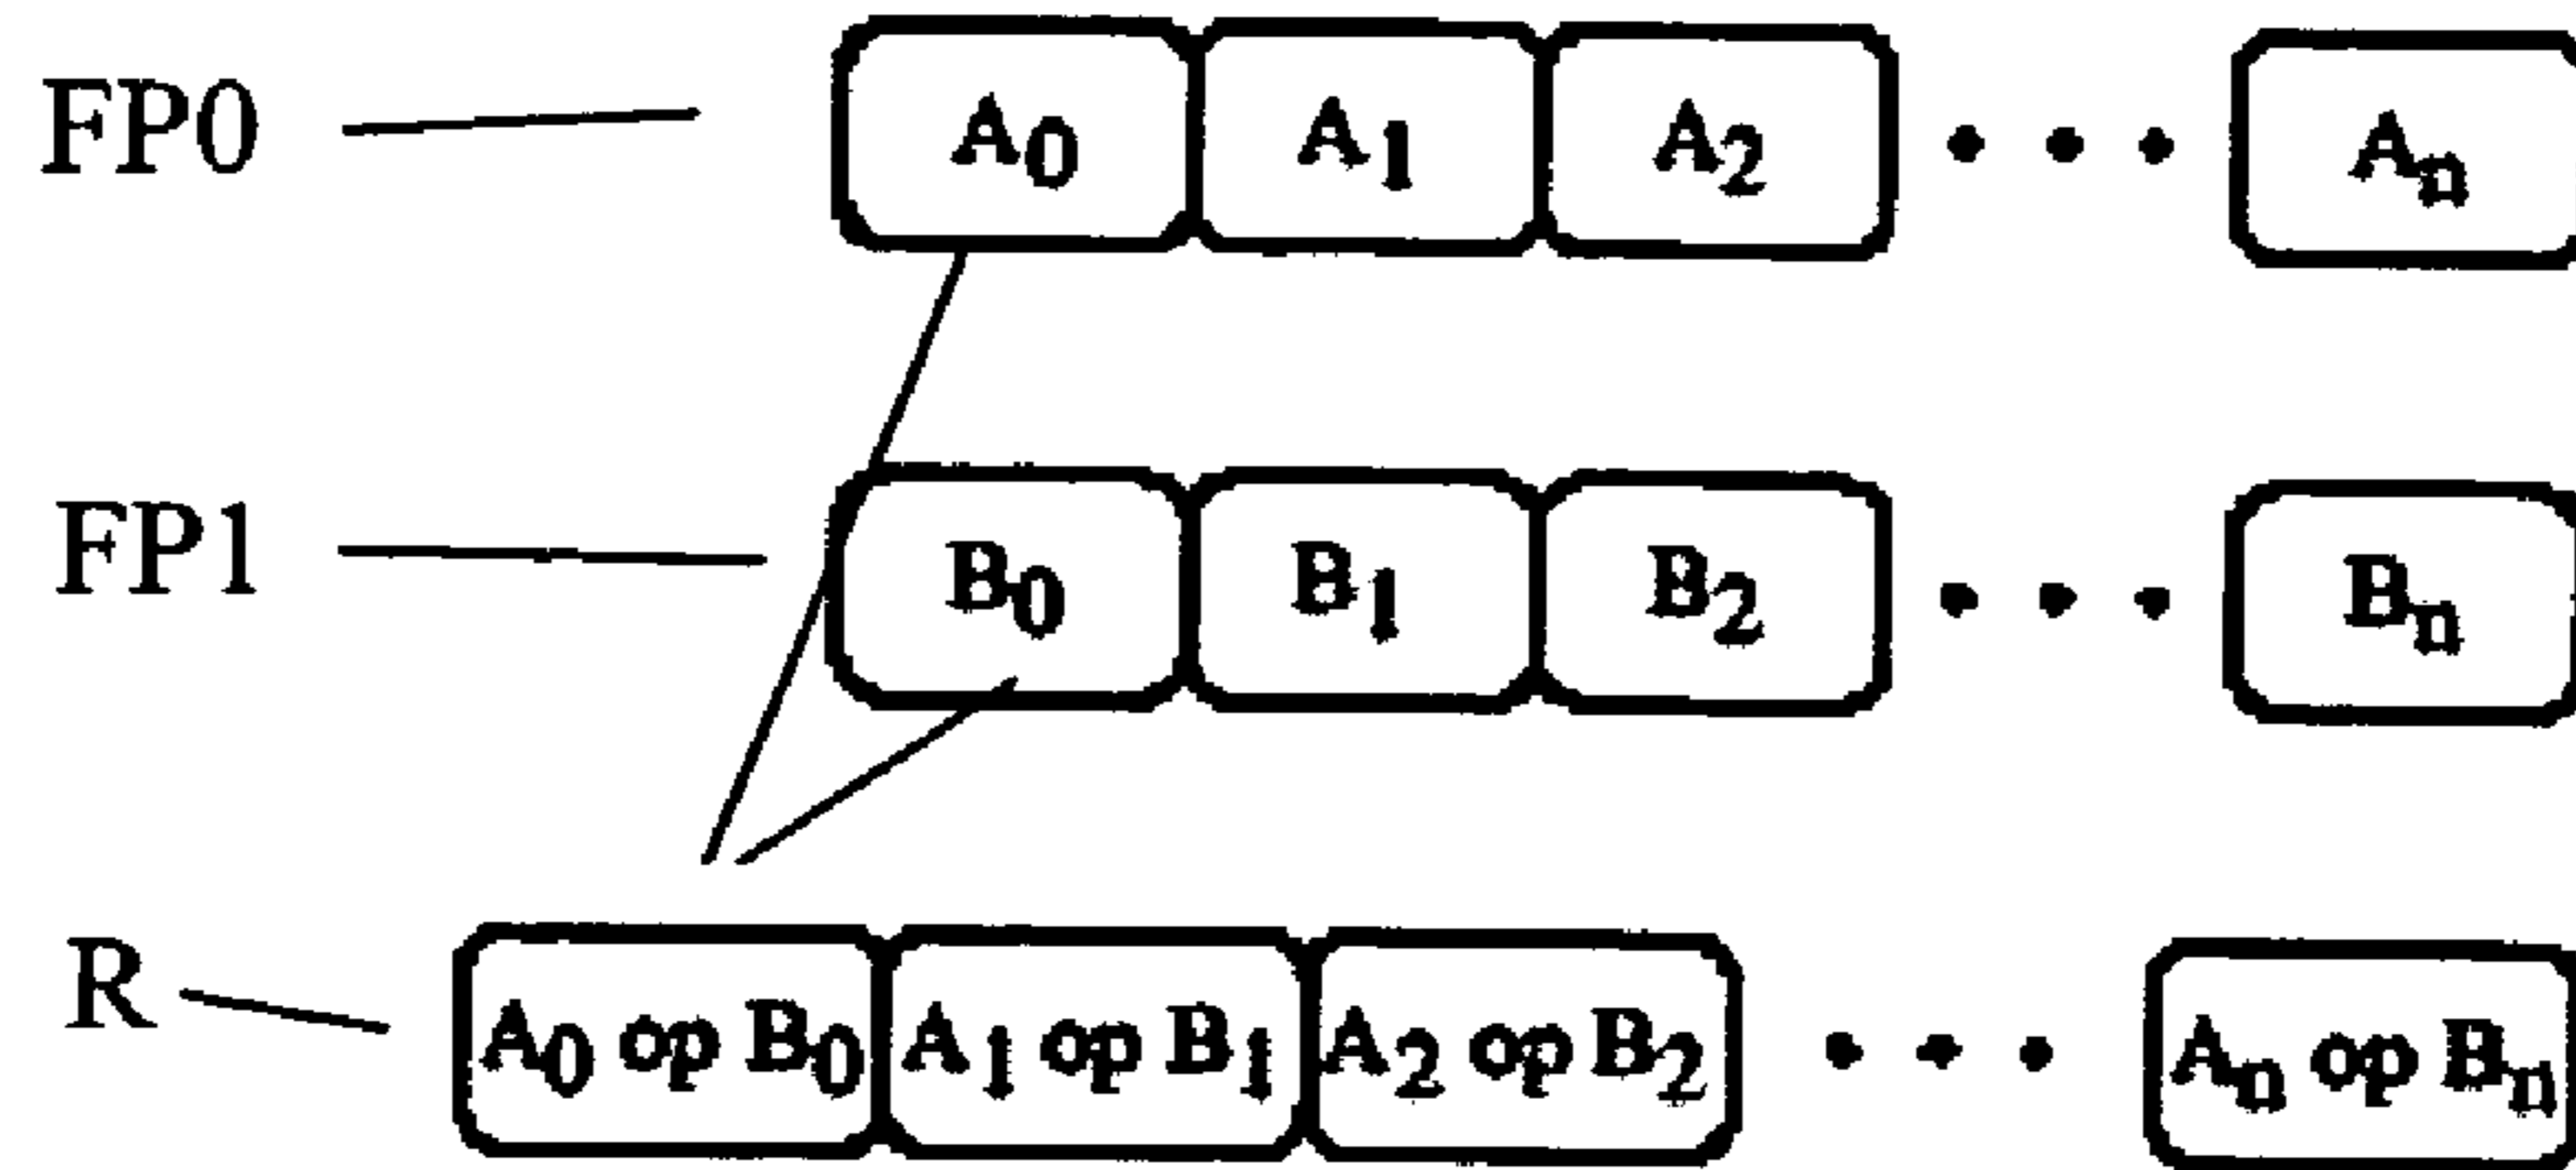 FP0 A0 A1 A2 • • • An
FP1 B0 B1 B2 • • • Bn
R A0 op B0 A1 op B1 A2 op B2 • • • An op Bn